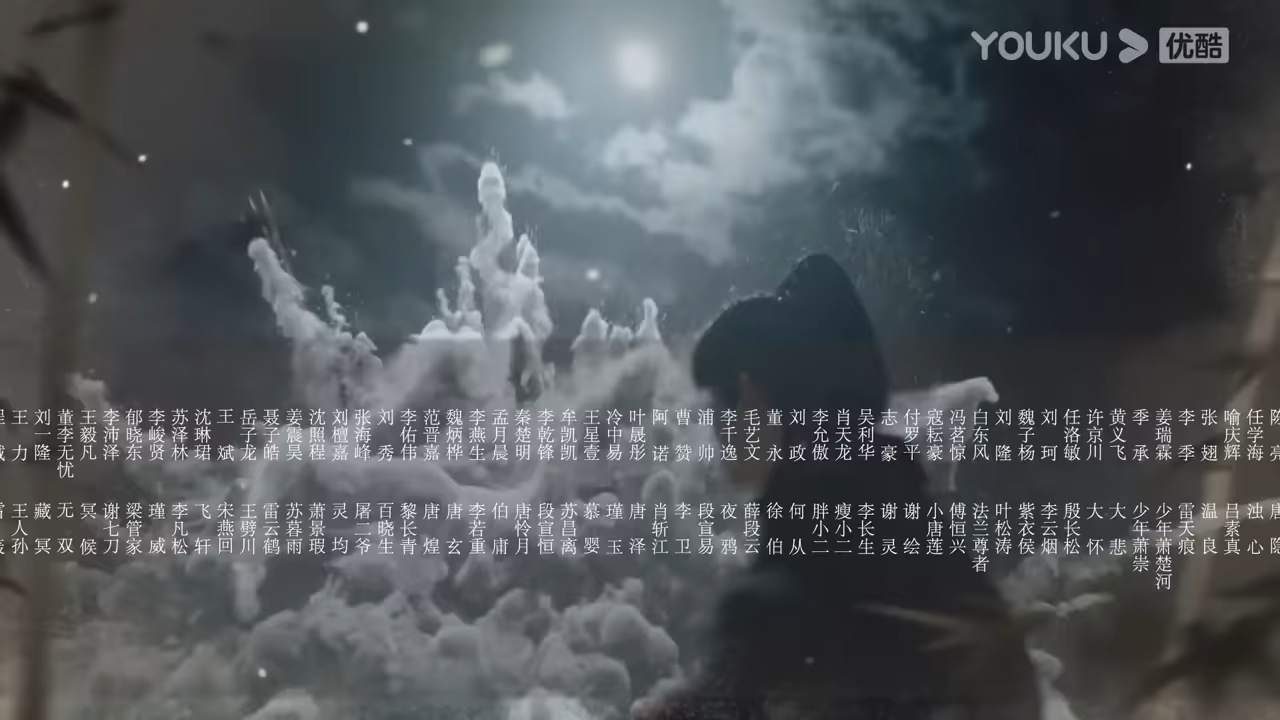 YOUKU 优酷
任学海
喻庆辉
张翅
李季
姜瑞霖
季承
黄义飞
许京川
任洛敏
刘珂
魏子杨
刘隆
白东风
冯茗惊
寇耘豪
付罗平
志豪
吴利华
肖天龙
李允傲
刘政
董永
毛艺文
李千逸
浦帅
曹赞
阿诺
叶晟彤
冷中易
王星壹
牟凯凯
李乾锋
秦楚明
孟月晨
李燕生
魏炳桦
范晋嘉
李佑伟
刘秀
张海峰
刘檀嘉
沈照程
姜震昊
聂子皓
岳子龙
王斌
沈琳珺
苏泽林
李峻贤
郁晓东
李沛泽
王毅凡
董李无忧
刘一隆
王力
浊心
吕素真
温良
雷天痕
少年萧楚河
少年萧崇
大悲
大怀
殷长松
李云烟
紫衣侯
叶松涛
法兰尊者
傅恒兴
小唐莲
谢绘
谢灵
李长生
瘦小二
胖小二
何从
徐伯
薛段云
夜鸦
段宣易
李卫
肖斩江
唐泽
瑾玉
慕婴
苏昌离
段宣恒
唐怜月
伯庸
李若重
唐玄
唐煌
黎长青
百晓生
屠二爷
灵均
萧景瑕
苏暮雨
雷云鹤
王劈川
宋燕回
飞轩
李凡松
瑾威
梁管家
谢七刀
冥候
无双
藏冥
王人孙